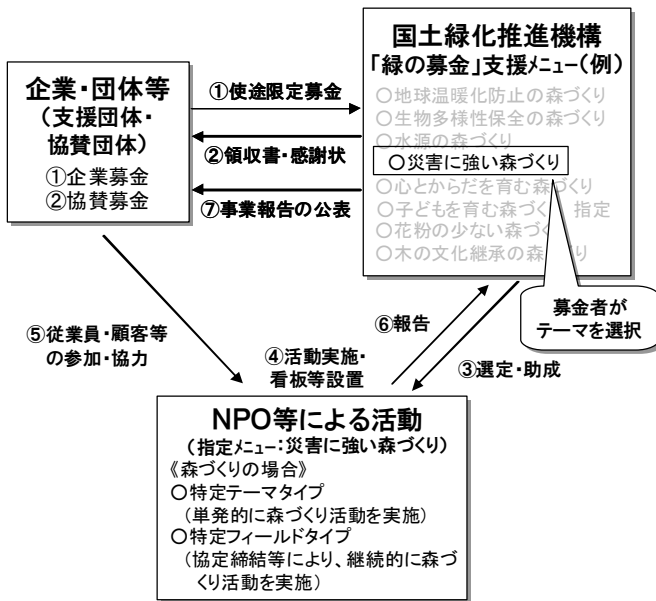 企業・団体等
(支援団体・
協賛団体)
①企業募金
②協賛募金
①使途限定募金
②領収書・感謝状
⑦事業報告の公表
国土緑化推進機構
「緑の募金」支援メニュー(例)
○地球温暖化防止の森づくり
○生物多様性保全の森づくり
○水源の森づくり
○災害に強い森づくり
○心とからだを育む森づくり
○子どもを育む森づくり 指定
○花粉の少ない森づくり
○木の文化継承の森づくり
募金者が
テーマを選択
⑤従業員・顧客等
の参加・協力
④活動実施・
看板等設置
⑥報告
③選定・助成
NPO等による活動
(指定メニュー:災害に強い森づくり)
《森づくりの場合》
○特定テーマタイプ
(単発的に森づくり活動を実施)
○特定フィールドタイプ
(協定締結等により、継続的に森づ
くり活動を実施)